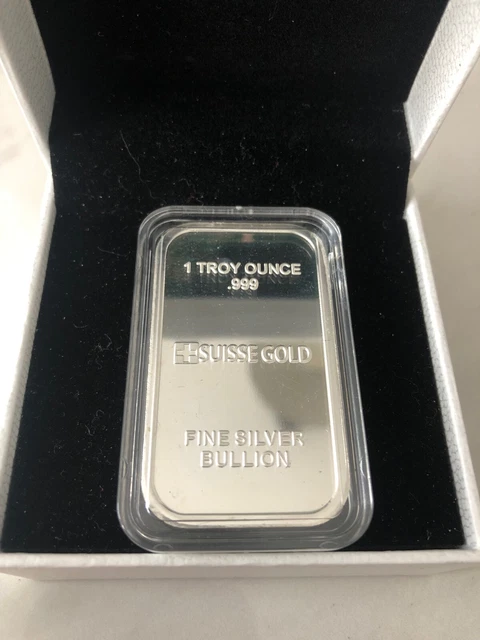 1 TROY OUNCE
.999
SUISSE GOLD
FINE SILVER
BULLION